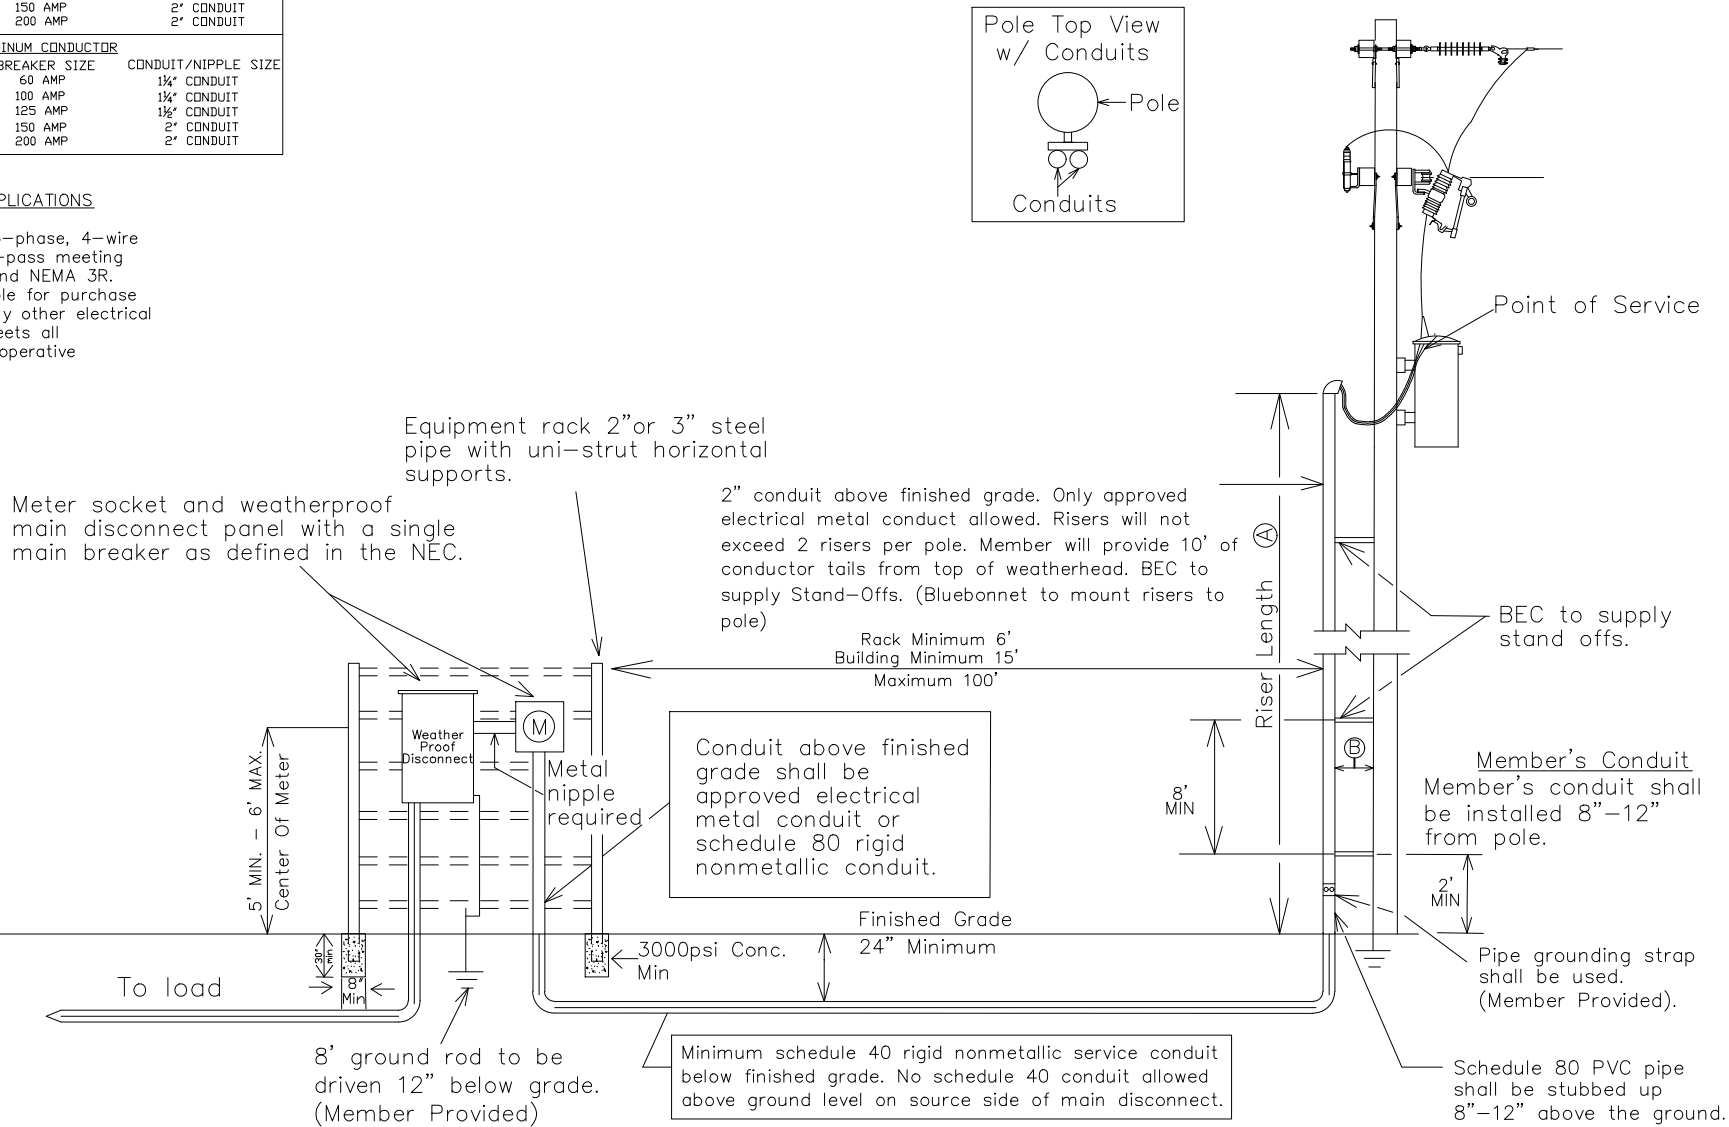 150 AMP 2" CONDUIT
200 AMP 2" CONDUIT
CONDUCTOR
BREAKER SIZE CONDUIT/NIPPLE SIZE
60 AMP 1¼" CONDUIT
100 AMP 1¼" CONDUIT
125 AMP 1½" CONDUIT
150 AMP 2" CONDUIT
200 AMP 2" CONDUIT
-phase, 4-wire
-pass meeting
NEMA 3R.
for purchase
other electrical
all
Pole Top View
w/ Conduits
Pole
Conduits
Point of Service
Equipment rack 2"or 3" steel
pipe with uni-strut horizontal
supports.
Meter socket and weatherproof
main disconnect panel with a single
main breaker as defined in the NEC.
2" conduit above finished grade. Only approved
electrical metal conduct allowed. Risers will not
exceed 2 risers per pole. Member will provide 10' of
conductor tails from top of weatherhead. BEC to
supply Stand-Offs. (Bluebonnet to mount risers to
pole)
Rack Minimum 6'
Building Minimum 15'
Maximum 100'
Riser Length A
BEC to supply
stand offs.
Weather
Proof
Disconnect
M
Metal
nipple
required
Conduit above finished
grade shall be
approved electrical
metal conduit or
schedule 80 rigid
nonmetallic conduit.
5' MIN. - 6' MAX.
Center Of Meter
8'
MIN
B
Member's Conduit
Member's conduit shall
be installed 8"-12"
from pole.
2'
MIN
Finished Grade
24" Minimum
3000psi Conc.
Min
30"
min
8"
Min
To load
Pipe grounding strap
shall be used.
(Member Provided).
8' ground rod to be
driven 12" below grade.
(Member Provided)
Minimum schedule 40 rigid nonmetallic service conduit
below finished grade. No schedule 40 conduit allowed
above ground level on source side of main disconnect.
Schedule 80 PVC pipe
shall be stubbed up
8"-12" above the ground.